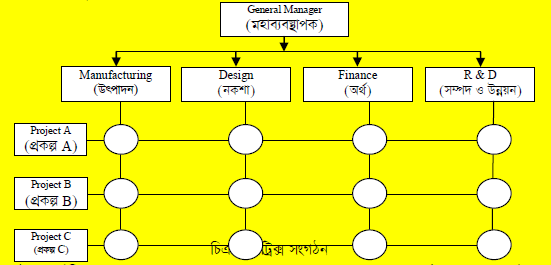 General Manager
(মহাব্যবস্থাপক)
Manufacturing Design Finance R & D
(উৎপাদন) (নকশা) (অর্থ) (সম্পদ ও উন্নয়ন)
Project A
(প্রকল্প A)
Project B
(প্রকল্প B)
Project C
(প্রকল্প C)
চিত্র সংগঠন